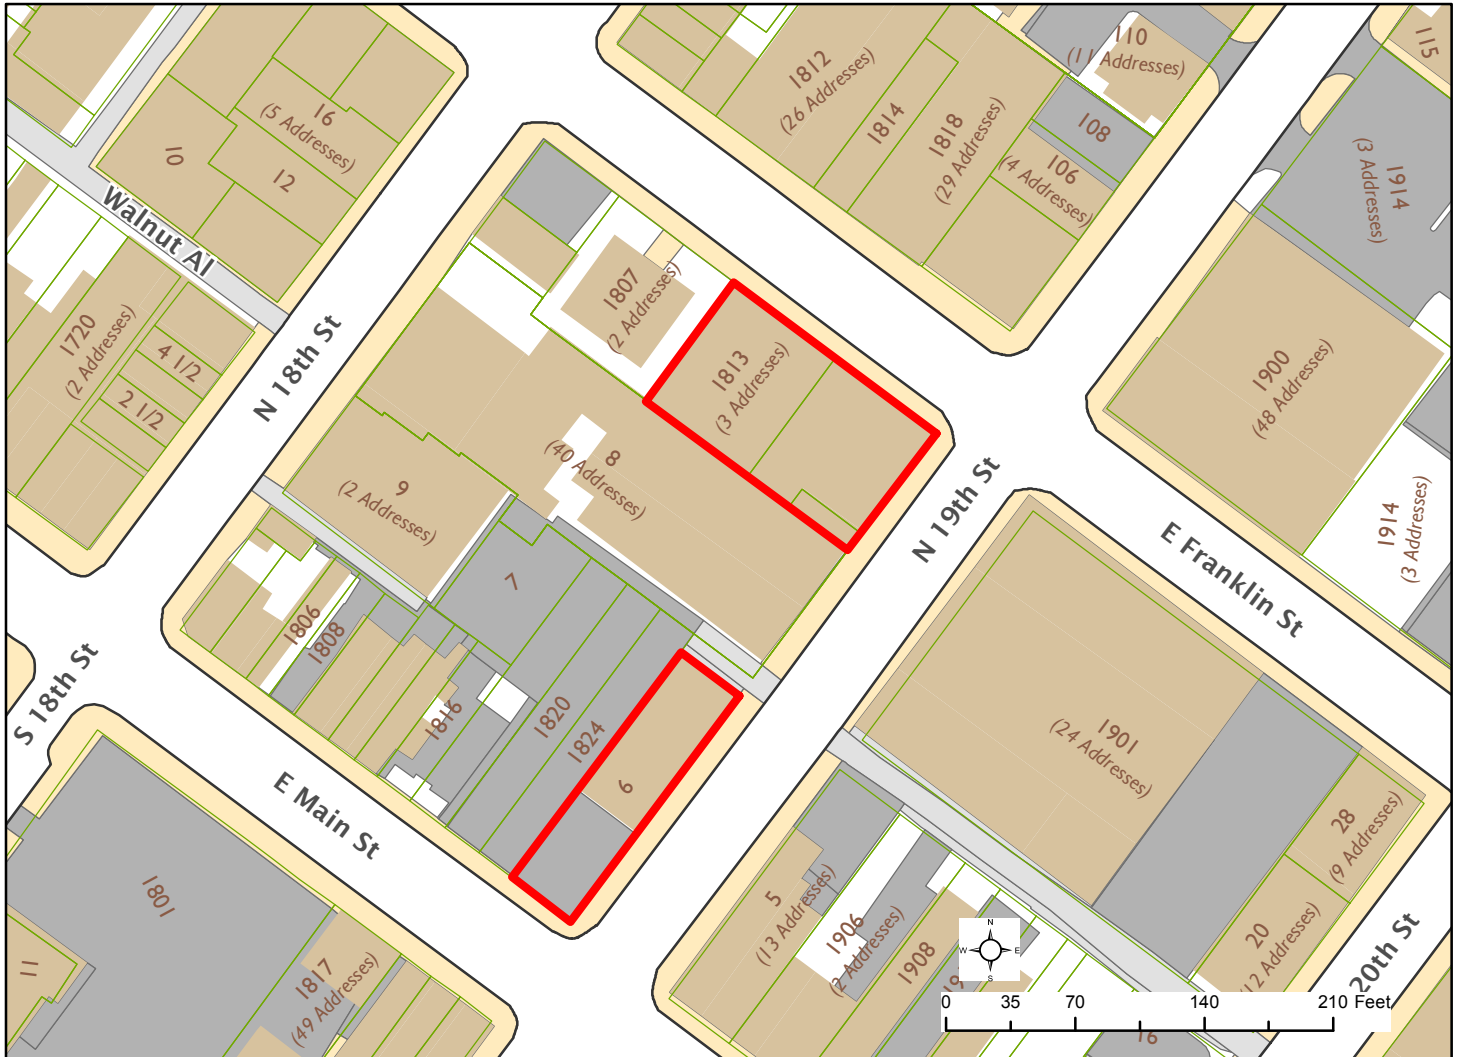 110
(11 Addresses)
115
1812
(26 Addresses)
1814
1818
(29 Addresses)
108
106
(4 Addresses)
1914
(3 Addresses)
16
(5 Addresses)
10
12
Walnut Al
1720
(2 Addresses)
4 1/2
2 1/2
N 18th St
1807
(2 Addresses)
1813
(3 Addresses)
1900
(48 Addresses)
8
(40 Addresses)
9
(2 Addresses)
N 19th St
1914
(3 Addresses)
E Franklin St
7
1806
1808
1816
1820
1824
6
S 18th St
E Main St
1901
(24 Addresses)
28
(9 Addresses)
20
(12 Addresses)
5
(13 Addresses)
1906
(2 Addresses)
1908
1801
11
1817
(49 Addresses)
20th St
N
W E
S
0 35 70 140 210 Feet
16